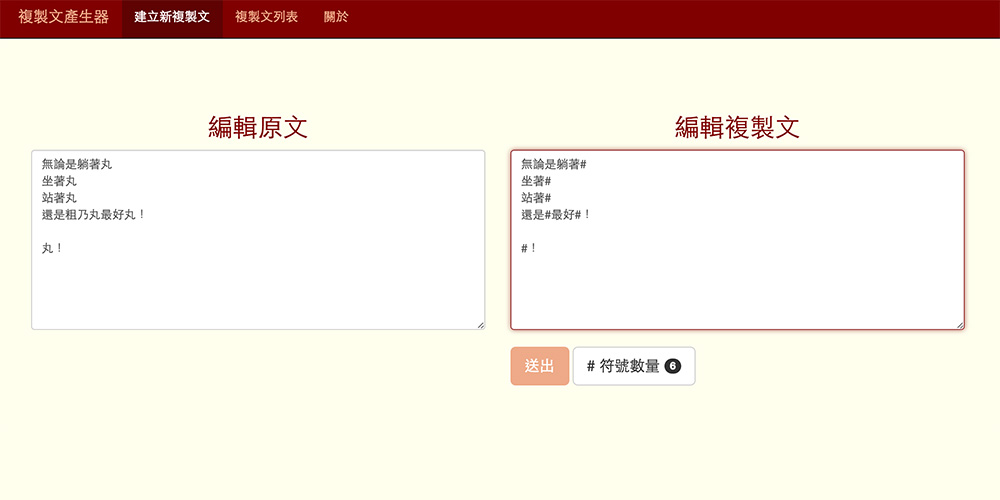 複製文產生器 建立新複製文 複製文列表 關於
編輯原文
無論是躺著丸
坐著丸
站著丸
還是粗乃丸最好丸！
丸！
編輯複製文
無論是躺著#
坐著#
站著#
還是#最好#！
#！
送出 # 符號數量 6